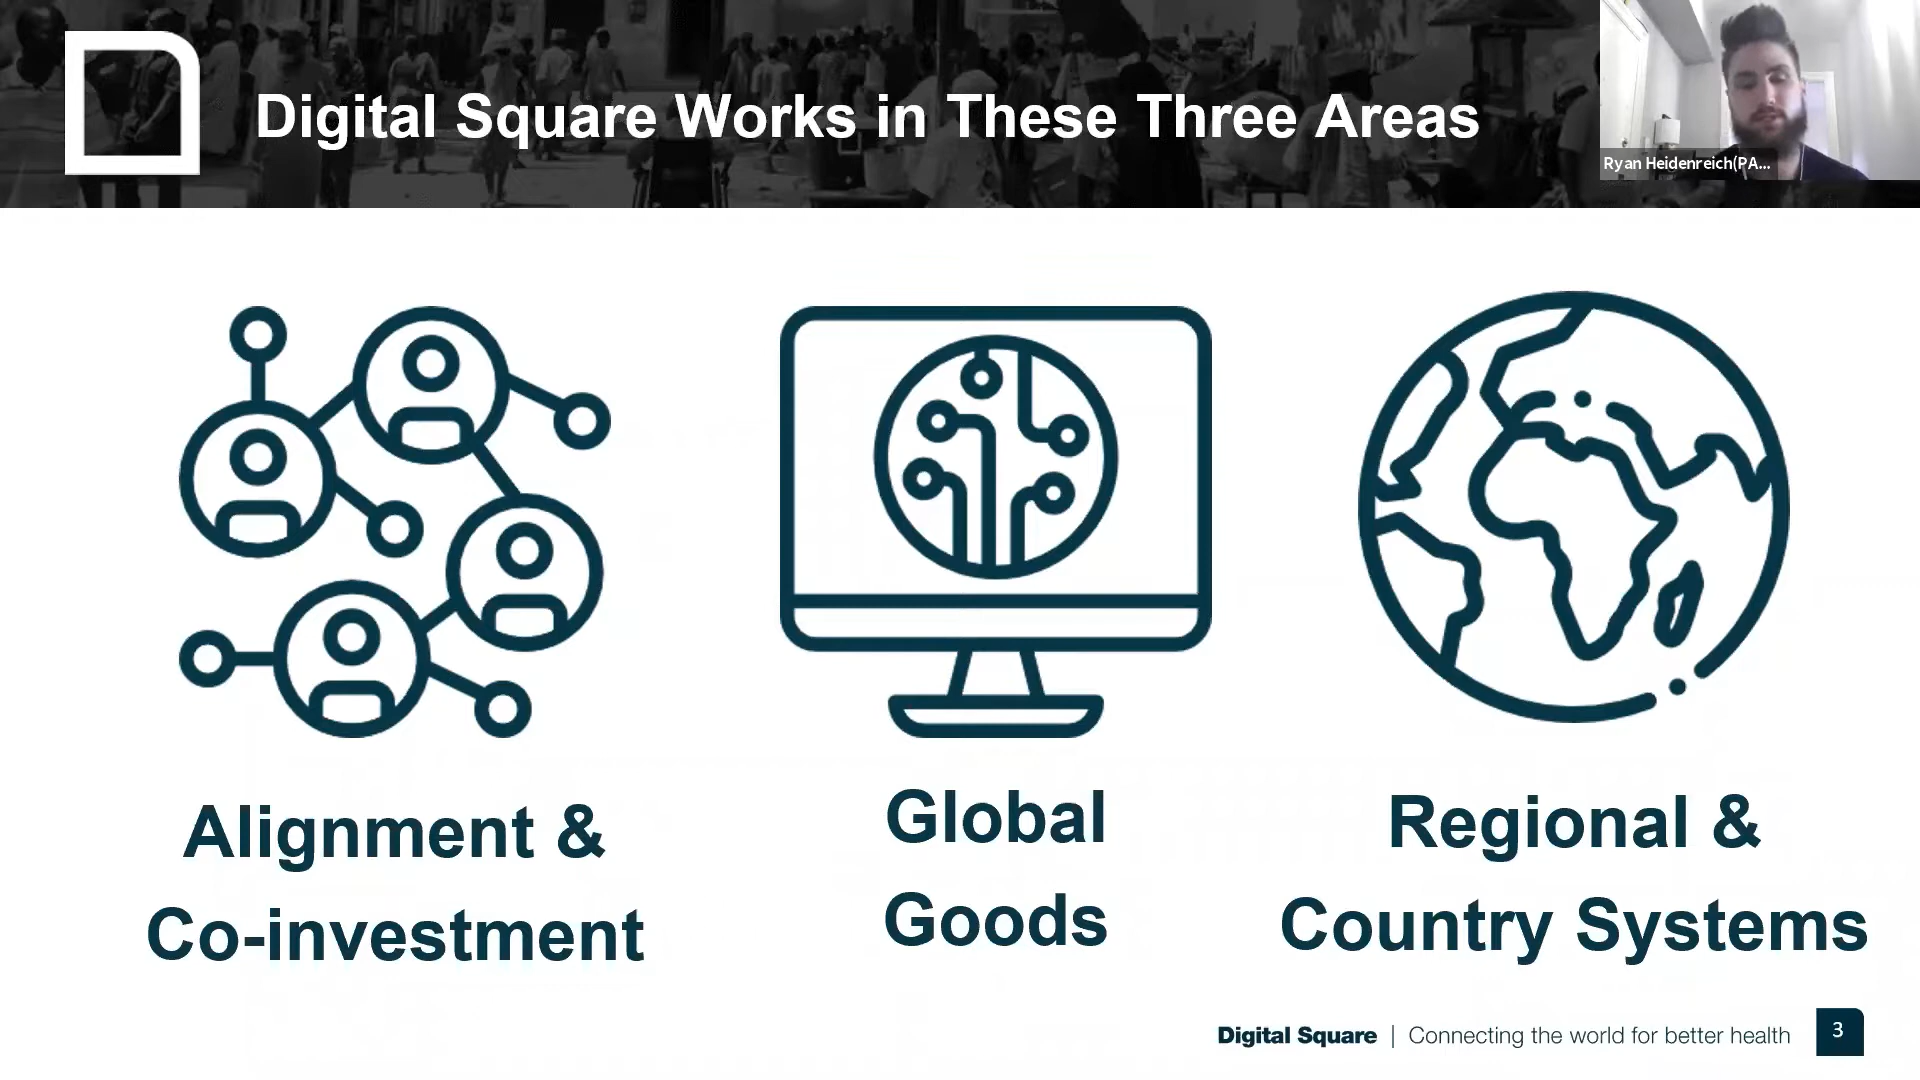 Digital Square Works in These Three Areas
Ryan Heidenreich(PA...
Alignment &
Co-investment
Global
Goods
Regional &
Country Systems
Digital Square | Connecting the world for better health
3